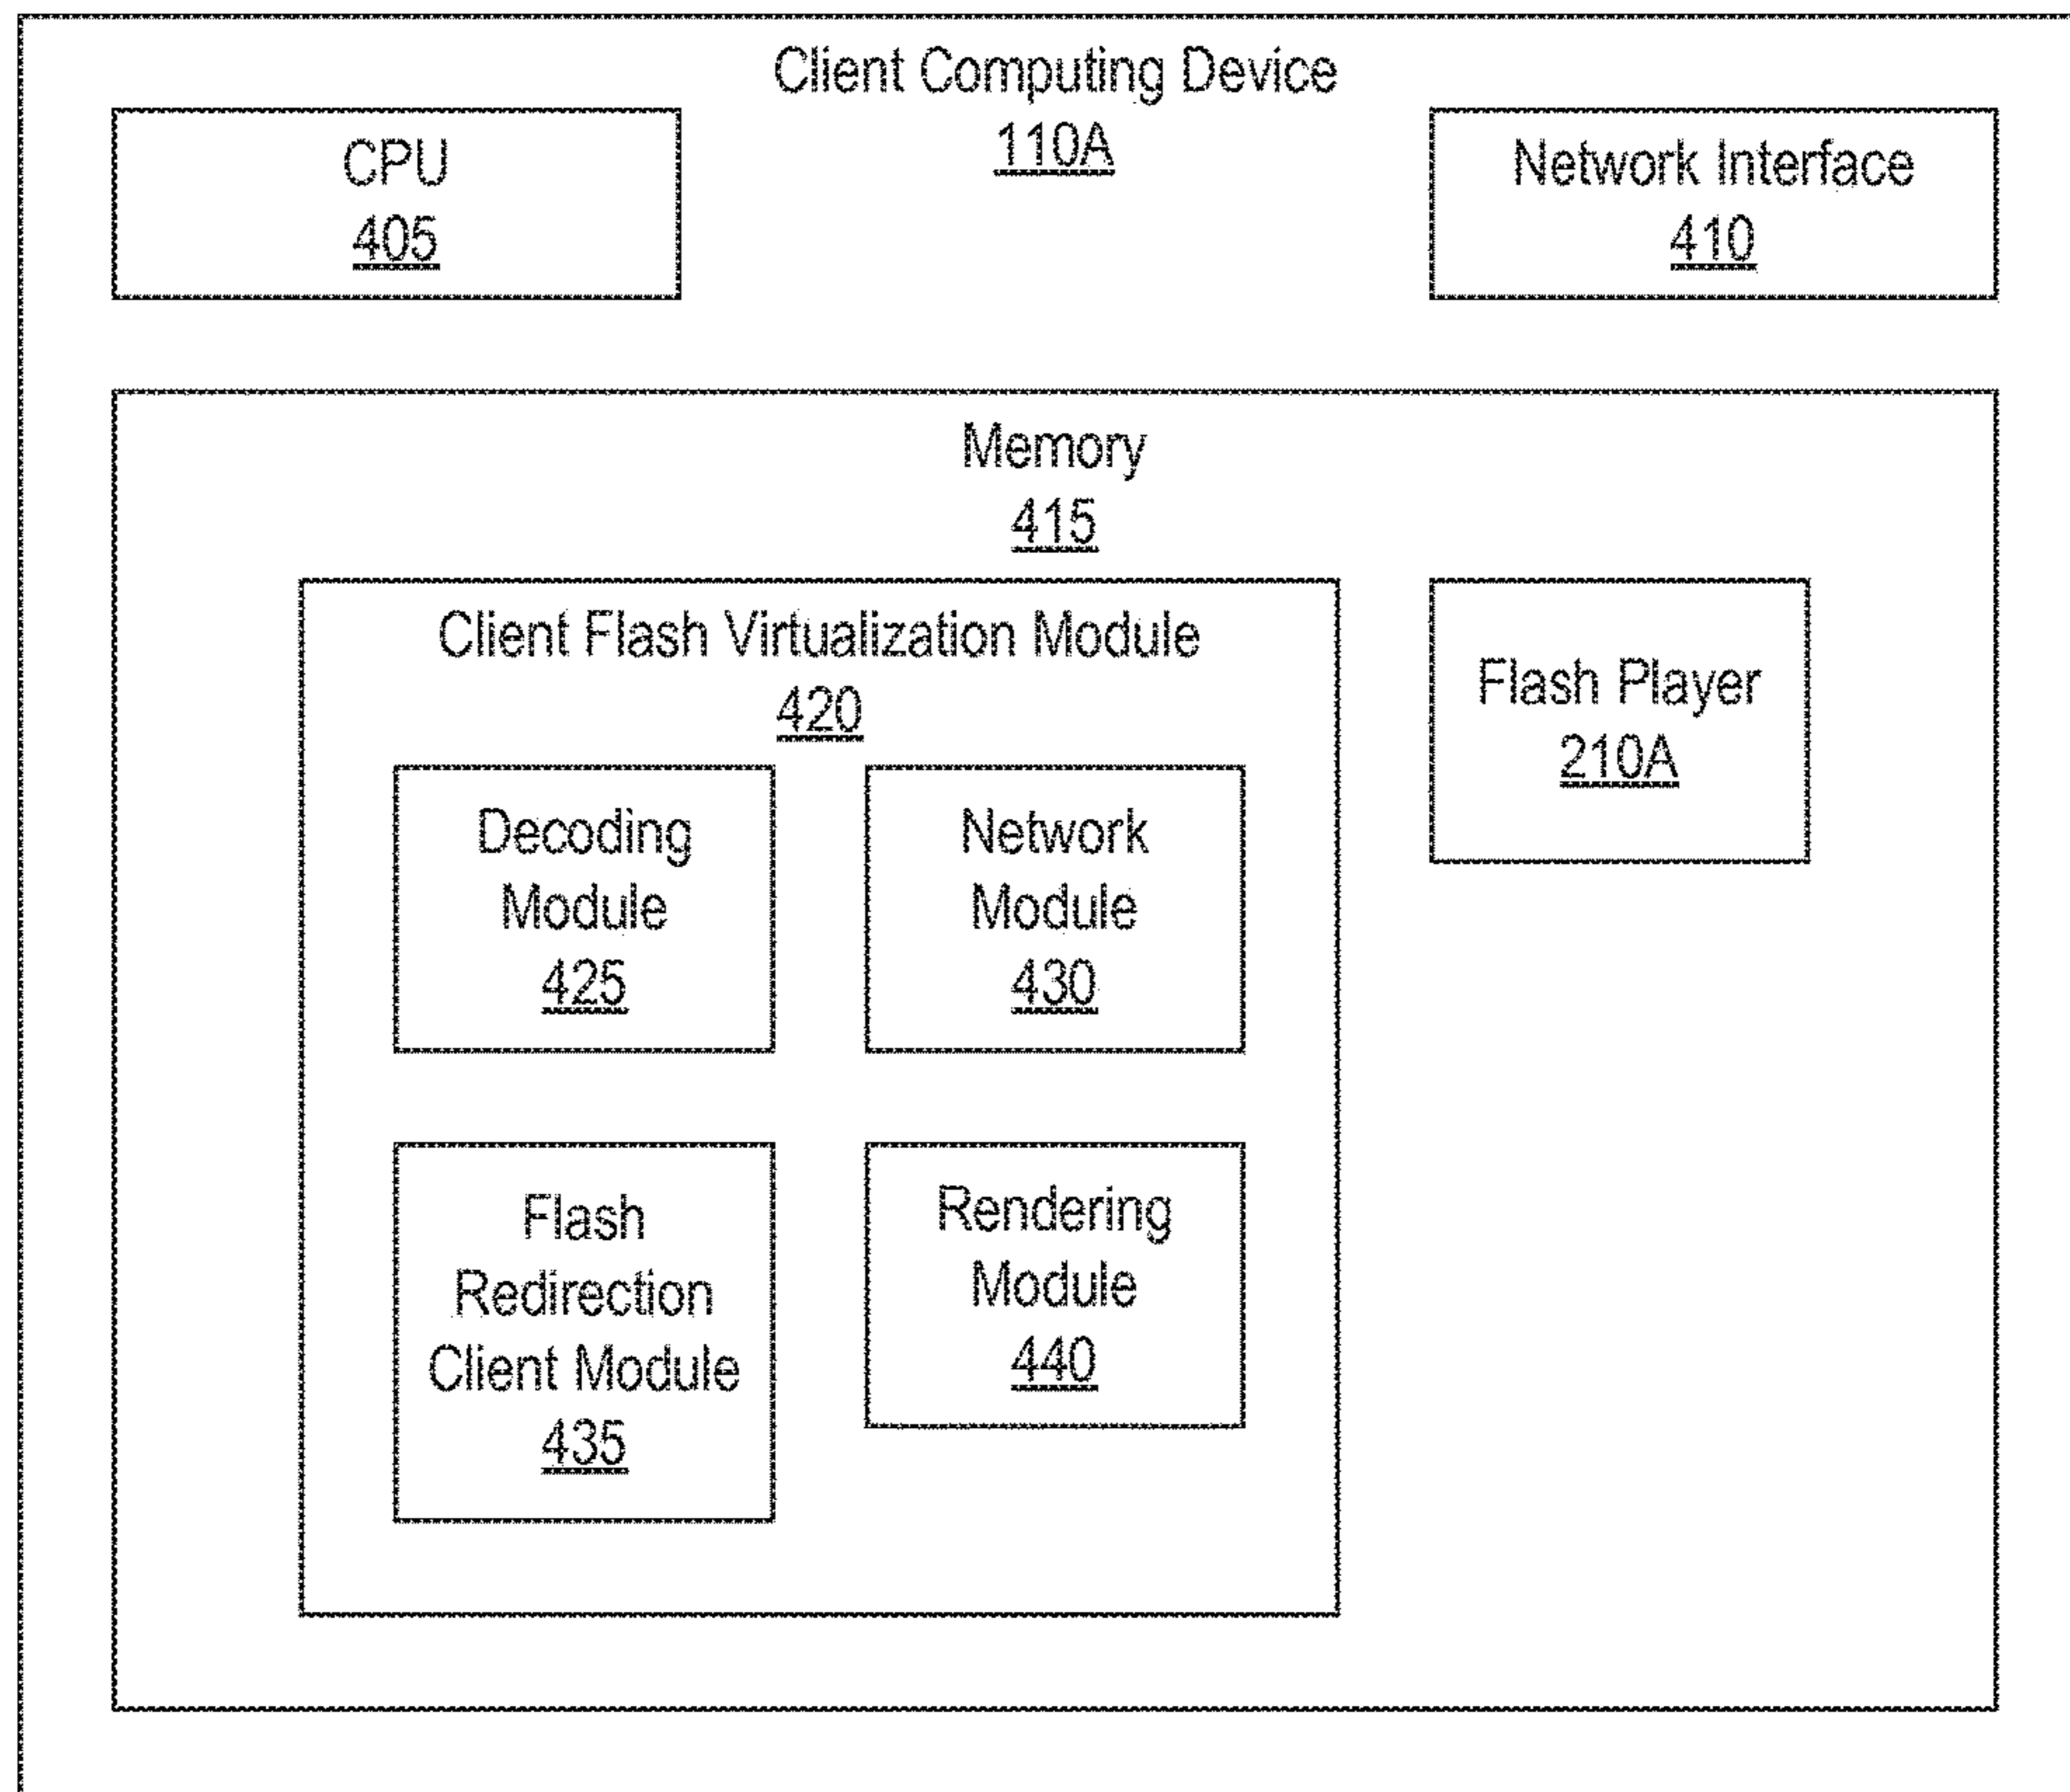 Client Computing Device
110A
CPU
405
Network Interface
410
Memory
415
Client Flash Virtualization Module
420
Flash Player
210A
Decoding
Module
425
Network
Module
430
Flash
Redirection
Client Module
435
Rendering
Module
440